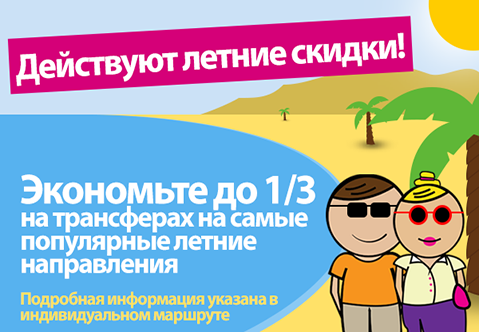 Действуют летние скидки!
Экономьте до 1/3
на трансферах на самые
популярные летние
направления
Подробная информация указана в
индивидуальном маршруте